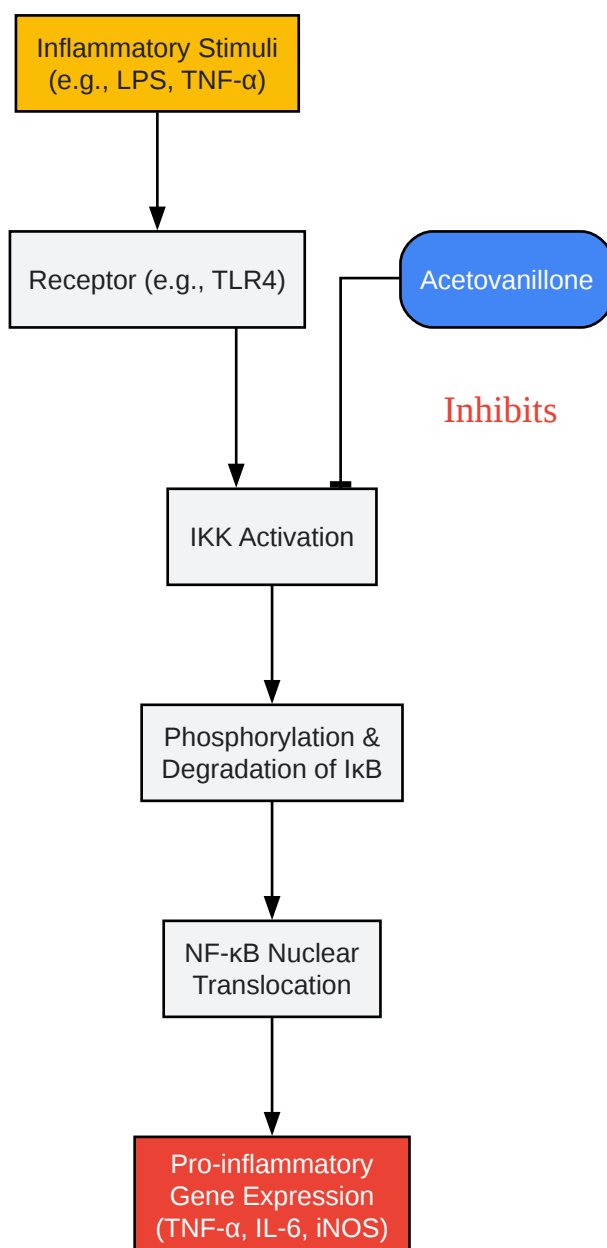 Inflammatory Stimuli
(e.g., LPS, TNF-α)
Receptor (e.g., TLR4)
Acetovanillone
Inhibits
IKK Activation
Phosphorylation &
Degradation of IκB
NF-κB Nuclear
Translocation
Pro-inflammatory
Gene Expression
(TNF-α, IL-6, iNOS)